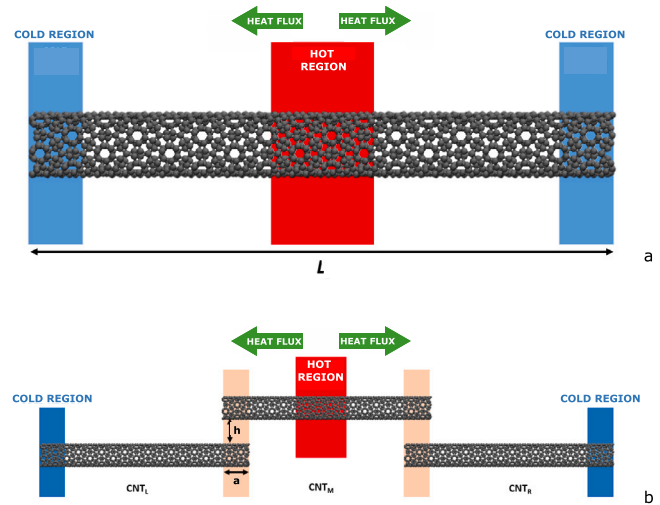 HEAT FLUX HEAT FLUX
COLD REGION
HOT
REGION
COLD REGION
L
a
HEAT FLUX HEAT FLUX
HOT
REGION
COLD REGION
COLD REGION
h
a
CNTL
CNTM
CNTR
b